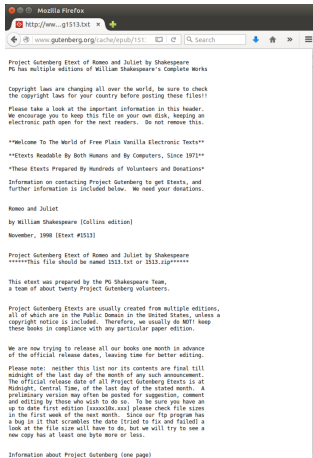 Mozilla Firefox
http://ww...g1513.txt
www.gutenberg.org/cache/epub/151
Search
Project Gutenberg Etext of Romeo and Juliet by Shakespeare
PG has multiple editions of William Shakespeare's Complete Works
Copyright laws are changing all over the world, be sure to check
the copyright laws for your country before posting these files!!
Please take a look at the important information in this header.
We encourage you to keep this file on your own disk, keeping an
electronic path open for the next readers. Do not remove this.
**Welcome To The World of Free Plain Vanilla Electronic Texts**
**Etexts Readable By Both Humans and By Computers, Since 1971**
*These Etexts Prepared By Hundreds of Volunteers and Donations*
Information on contacting Project Gutenberg to get Etexts, and
further information is included below. We need your donations.
Romeo and Juliet
by William Shakespeare [Collins edition]
November, 1998 [Etext #1513]
Project Gutenberg Etext of Romeo and Juliet by Shakespeare
******This file should be named 1513.txt or 1513.zip******
This etext was prepared by the PG Shakespeare Team,
a team of about twenty Project Gutenberg volunteers.
Project Gutenberg Etexts are usually created from multiple editions,
all of which are in the Public Domain in the United States, unless a
copyright notice is included. Therefore, we usually do NOT! keep
these books in compliance with any particular paper edition.
We are now trying to release all our books one month in advance
of the official release dates, leaving time for better editing.
Please note: neither this list nor its contents are final till
midnight of the last day of the month of any such announcement.
The official release date of all Project Gutenberg Etexts is at
Midnight, Central Time, of the last day of the stated month. A
preliminary version may often be posted for suggestion, comment
and editing by those who wish to do so. To be sure you have an
up to date first edition [xxxxx10x.xxx] please check file sizes
in the first week of the next month. Since our ftp program has
a bug in it that scrambles the date [tried to fix and failed] a
look at the file size will have to do, but we will try to see a
new copy has at least one byte more or less.
Information about Project Gutenberg (one page)